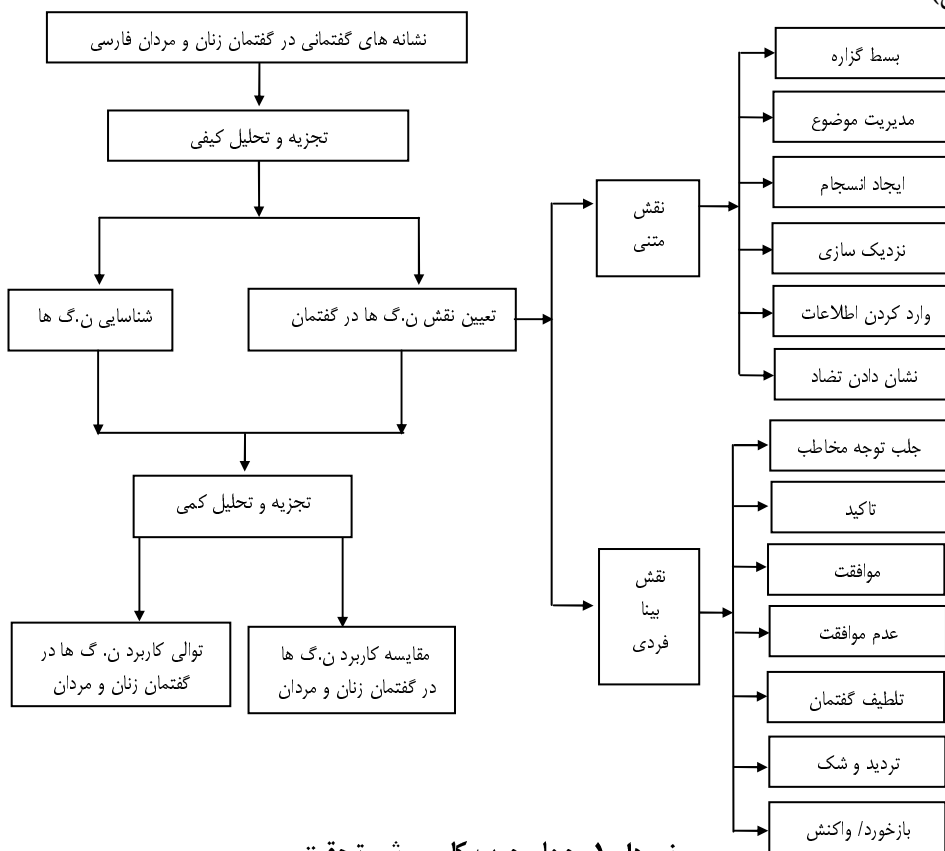 نشانه های گفتمانی در گفتمان زنان و مردان فارسی
تجزیه و تحلیل کیفی
شناسایی ن.گ ها
تعیین نقش ن.گ ها در گفتمان
تجزیه و تحلیل کمی
توالی کاربرد ن. گ ها در
گفتمان زنان و مردان
مقایسه کاربرد ن.گ ها
در گفتمان زنان و مردان
نقش
متنی
بسط گزاره
مدیریت موضوع
ایجاد انسجام
نزدیک سازی
وارد کردن اطلاعات
نشان دادن تضاد
نقش
بینا
فردی
جلب توجه مخاطب
تاکید
موافقت
عدم موافقت
تلطیف گفتمان
تردید و شک
بازخورد/ واکنش